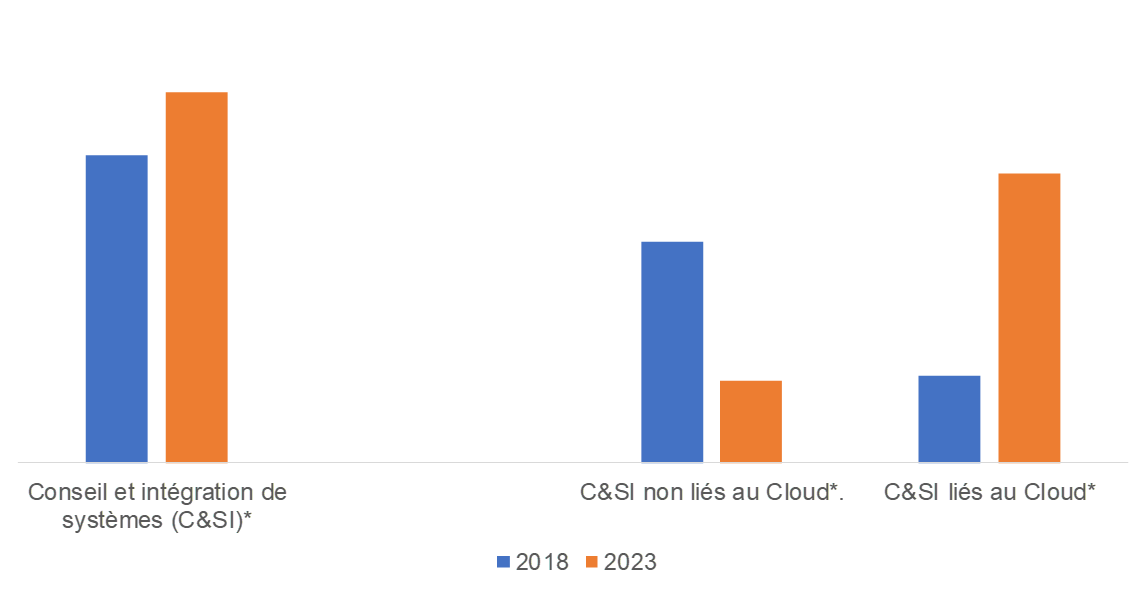 Conseil et intégration de
systèmes (C&SI)*
C&SI non liés au Cloud*.
C&SI liés au Cloud*
2018
2023